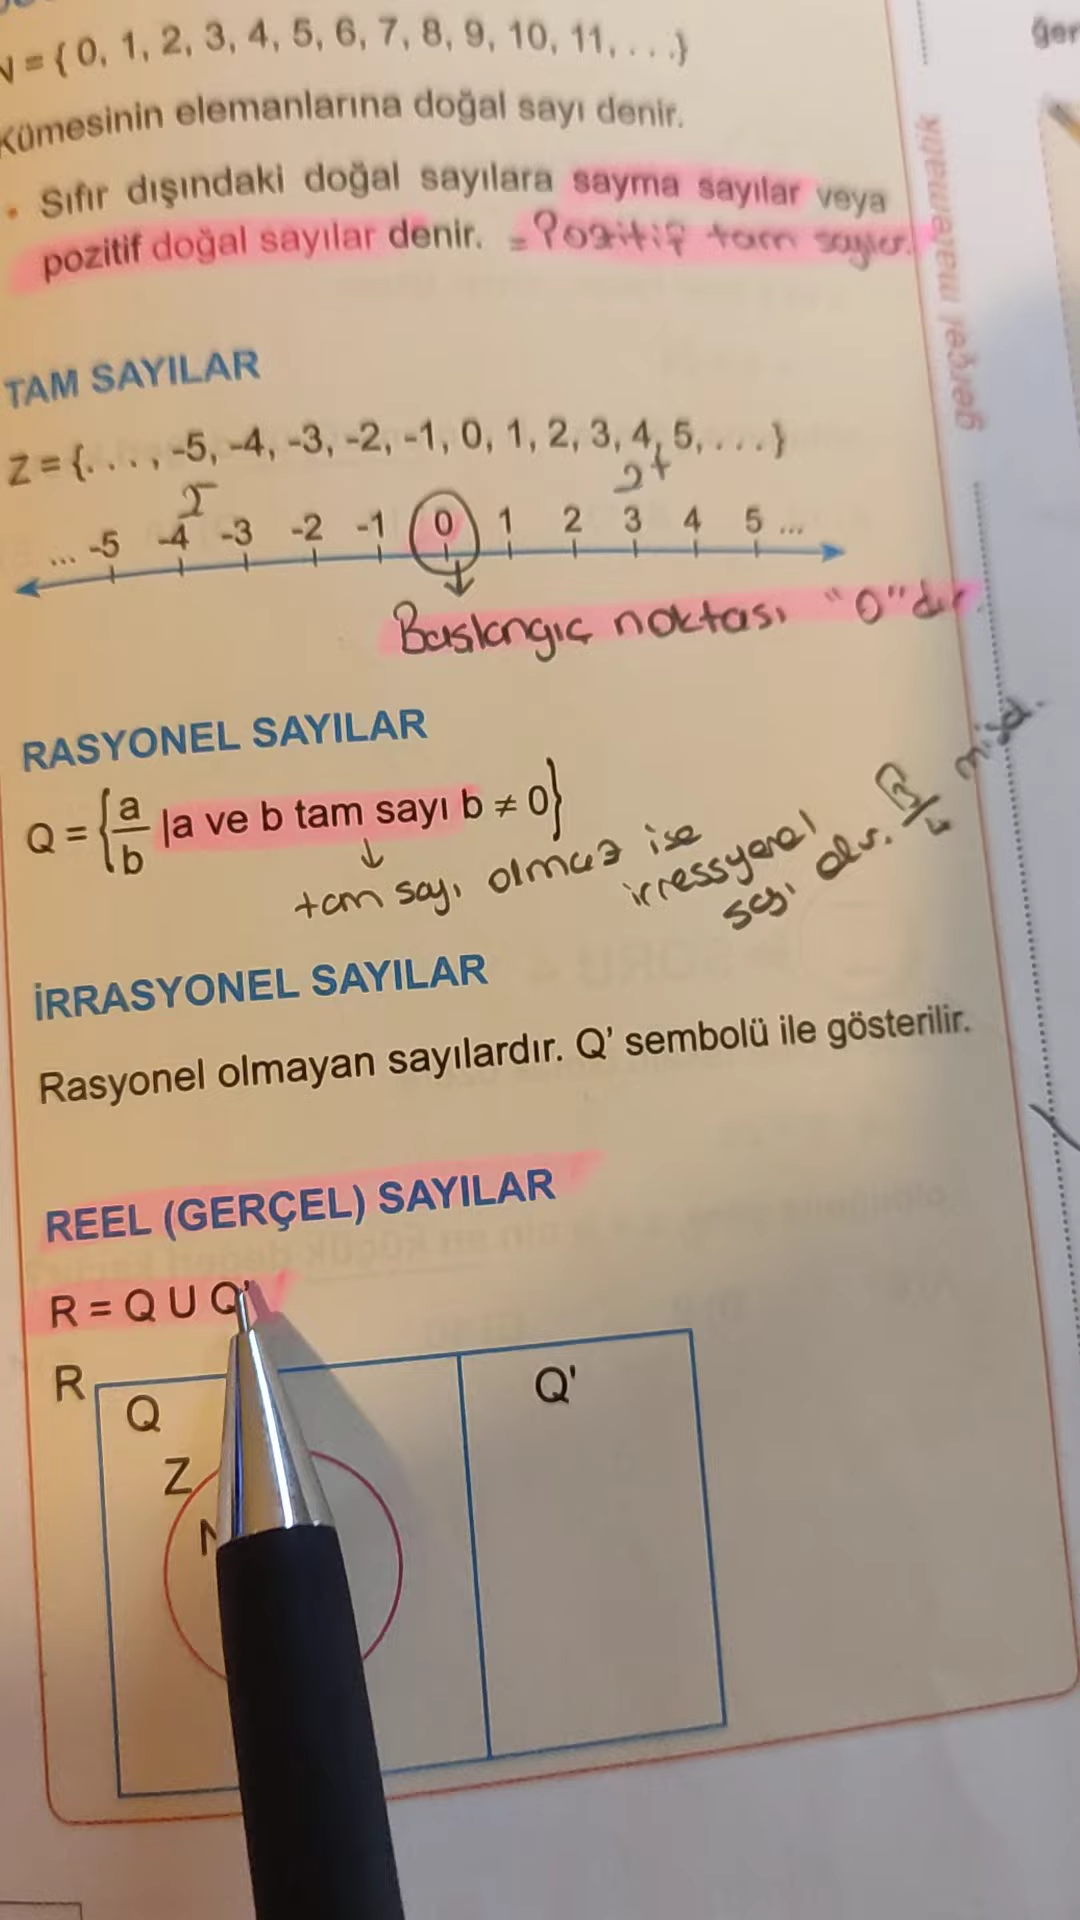 = { 0, 1, 2, 3, 4, 5, 6, 7, 8, 9, 10, 11, . . .}
Kümesinin elemanlarına doğal sayı denir.
• Sıfır dışındaki doğal sayılara sayma sayılar veya
pozitif doğal sayılar denir. = Pozitif tam sayılar.
TAM SAYILAR
Z = {. . . , -5, -4, -3, -2, -1, 0, 1, 2, 3, 4, 5, . . . }
... -5 -4 -3 -2 -1 0 1 2 3 4 5 ...
Başlangıç noktası "0"dır.
RASYONEL SAYILAR
Q = { a/b |a ve b tam sayı b ≠ 0}
↓
tam sayı olmaz ise
irressyonel
sayı olur.
İRRASYONEL SAYILAR
Rasyonel olmayan sayılardır. Q' sembolü ile gösterilir.
REEL (GERÇEL) SAYILAR
R = Q U Q'
R
Q Q'
Z
N